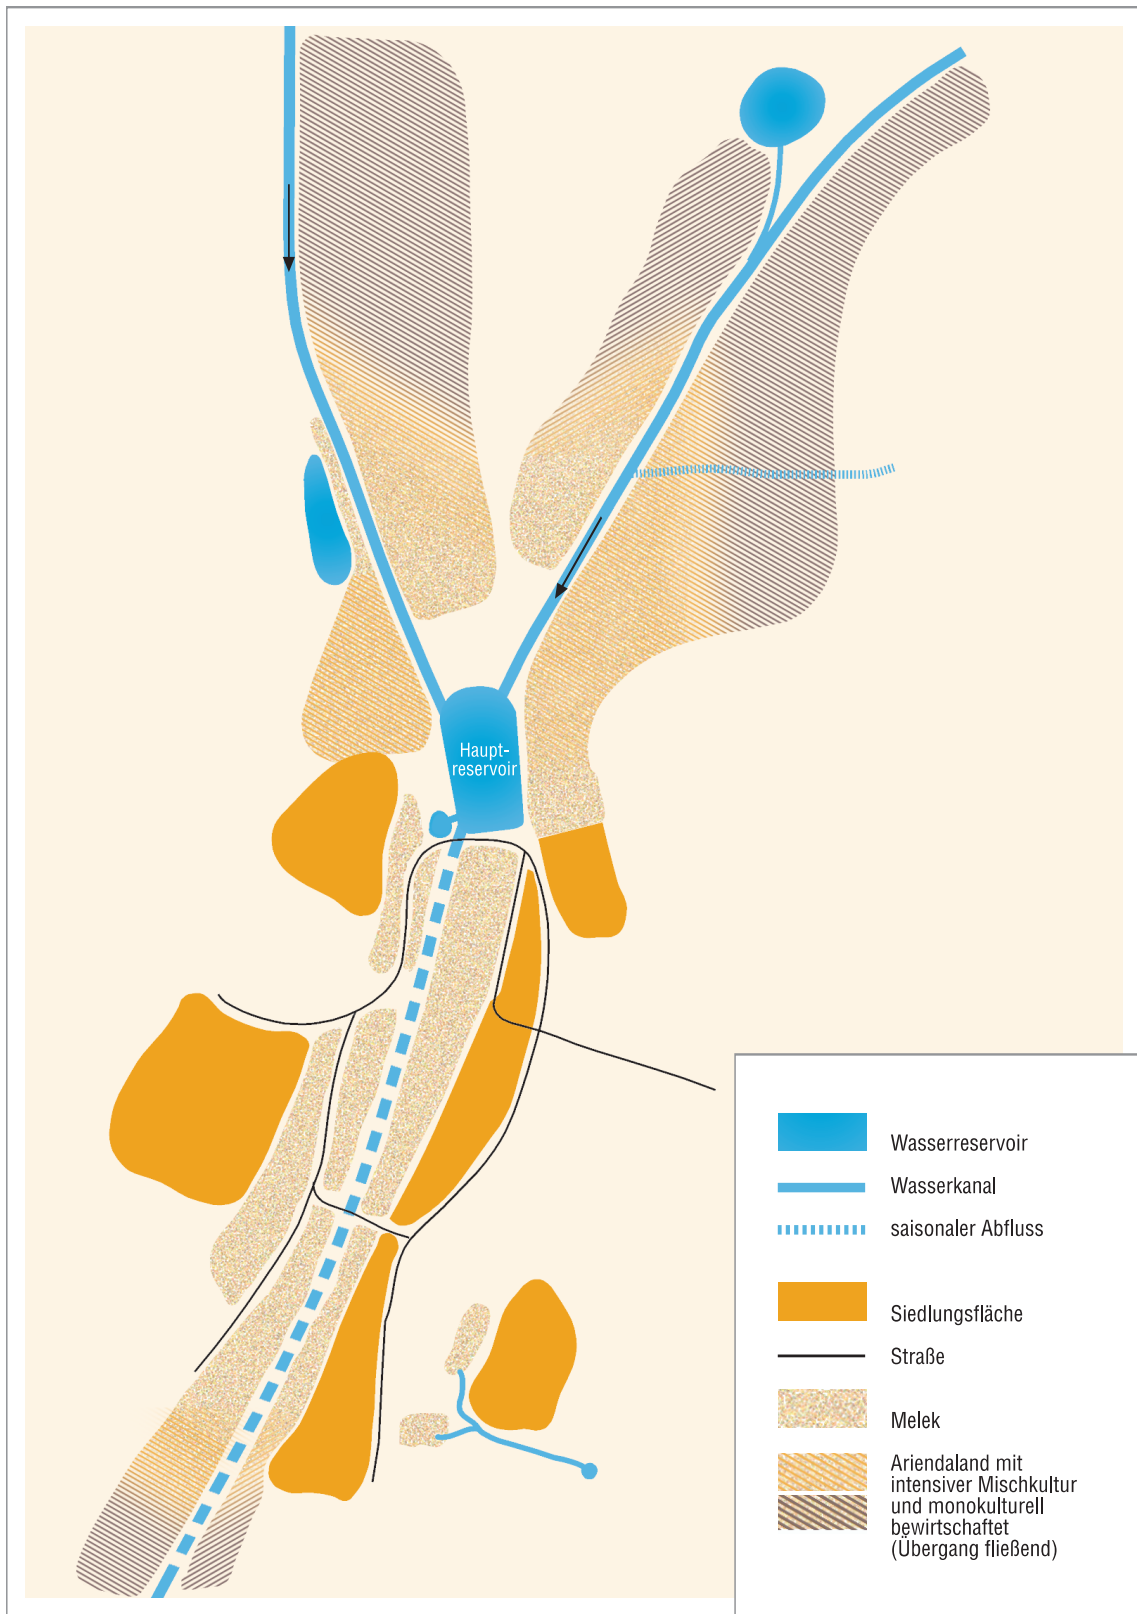 Haupt-
reservoir
Wasserreservoir
Wasserkanal
saisonaler Abfluss
Siedlungsfläche
Straße
Melek
Ariendaland mit
intensiver Mischkultur
und monokulturell
bewirtschaftet
(Übergang fließend)